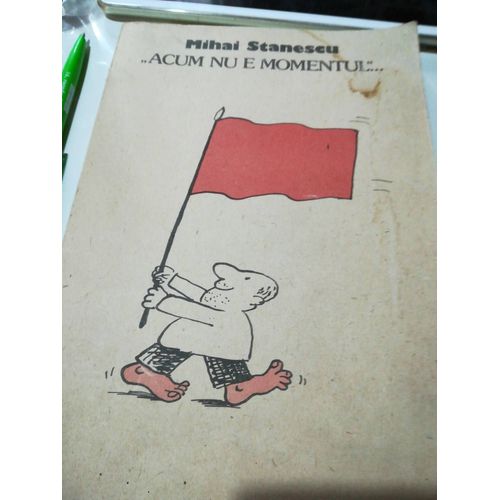 Mihai Stanescu
„ACUM NU E MOMENTUL"...